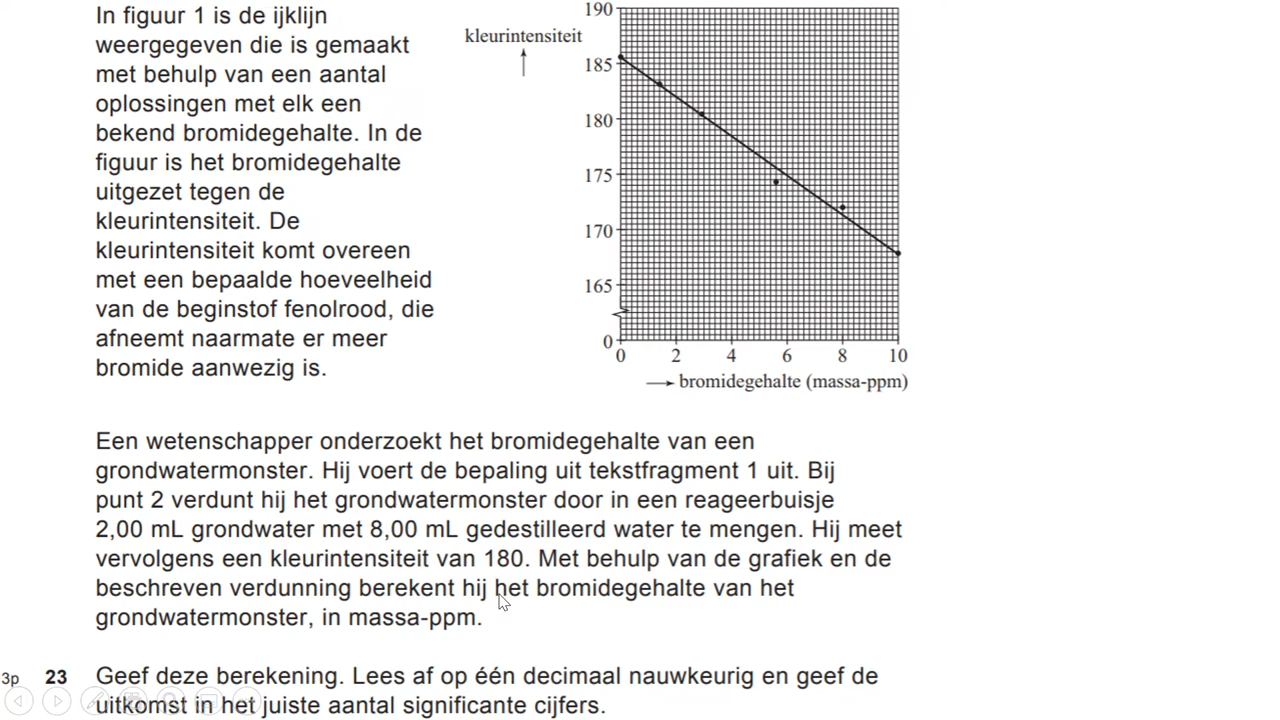 In figuur 1 is de ijklijn
weergegeven die is gemaakt
met behulp van een aantal
oplossingen met elk een
bekend bromidegehalte. In de
figuur is het bromidegehalte
uitgezet tegen de
kleurintensiteit. De
kleurintensiteit komt overeen
met een bepaalde hoeveelheid
van de beginstof fenolrood, die
afneemt naarmate er meer
bromide aanwezig is.
kleurintensiteit
190
185
180
175
170
165
0
0 2 4 6 8 10
bromidegehalte (massa-ppm)
Een wetenschapper onderzoekt het bromidegehalte van een
grondwatermonster. Hij voert de bepaling uit tekstfragment 1 uit. Bij
punt 2 verdunt hij het grondwatermonster door in een reageerbuisje
2,00 mL grondwater met 8,00 mL gedestilleerd water te mengen. Hij meet
vervolgens een kleurintensiteit van 180. Met behulp van de grafiek en de
beschreven verdunning berekent hij het bromidegehalte van het
grondwatermonster, in massa-ppm.
3p 23 Geef deze berekening. Lees af op één decimaal nauwkeurig en geef de
uitkomst in het juiste aantal significante cijfers.